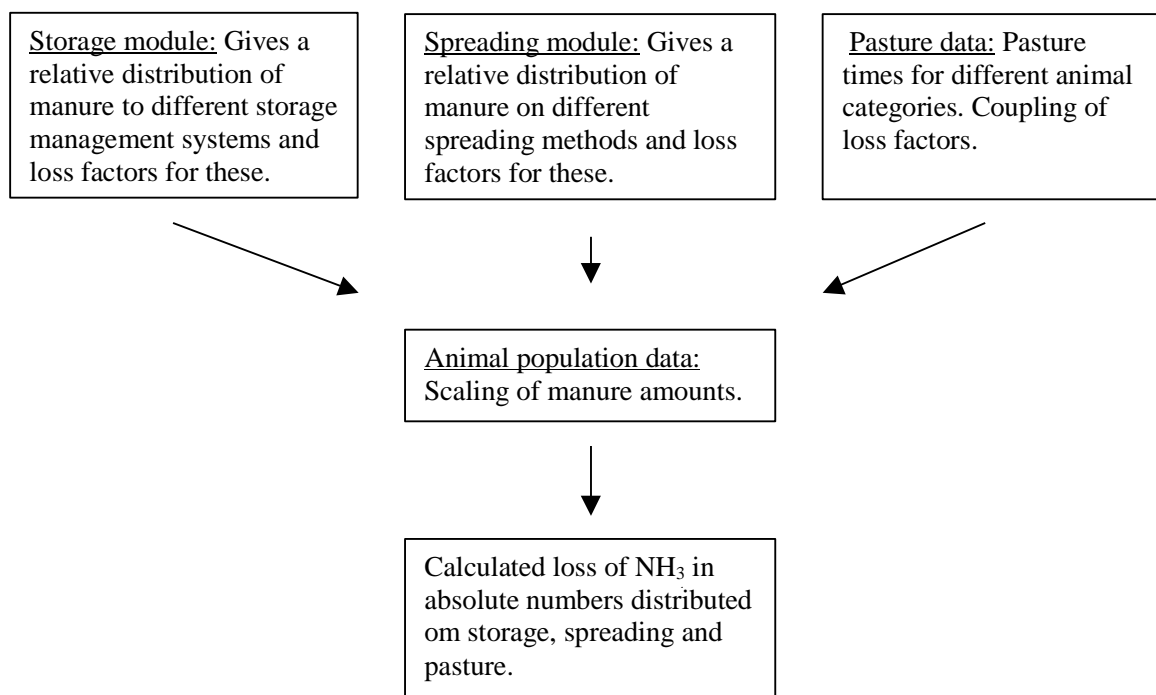 Storage module: Gives a
relative distribution of
manure to different storage
management systems and
loss factors for these.
Spreading module: Gives a
relative distribution of
manure on different
spreading methods and loss
factors for these.
Pasture data: Pasture
times for different animal
categories. Coupling of
loss factors.
Animal population data:
Scaling of manure amounts.
Calculated loss of NH₃ in
absolute numbers distributed
om storage, spreading and
pasture.